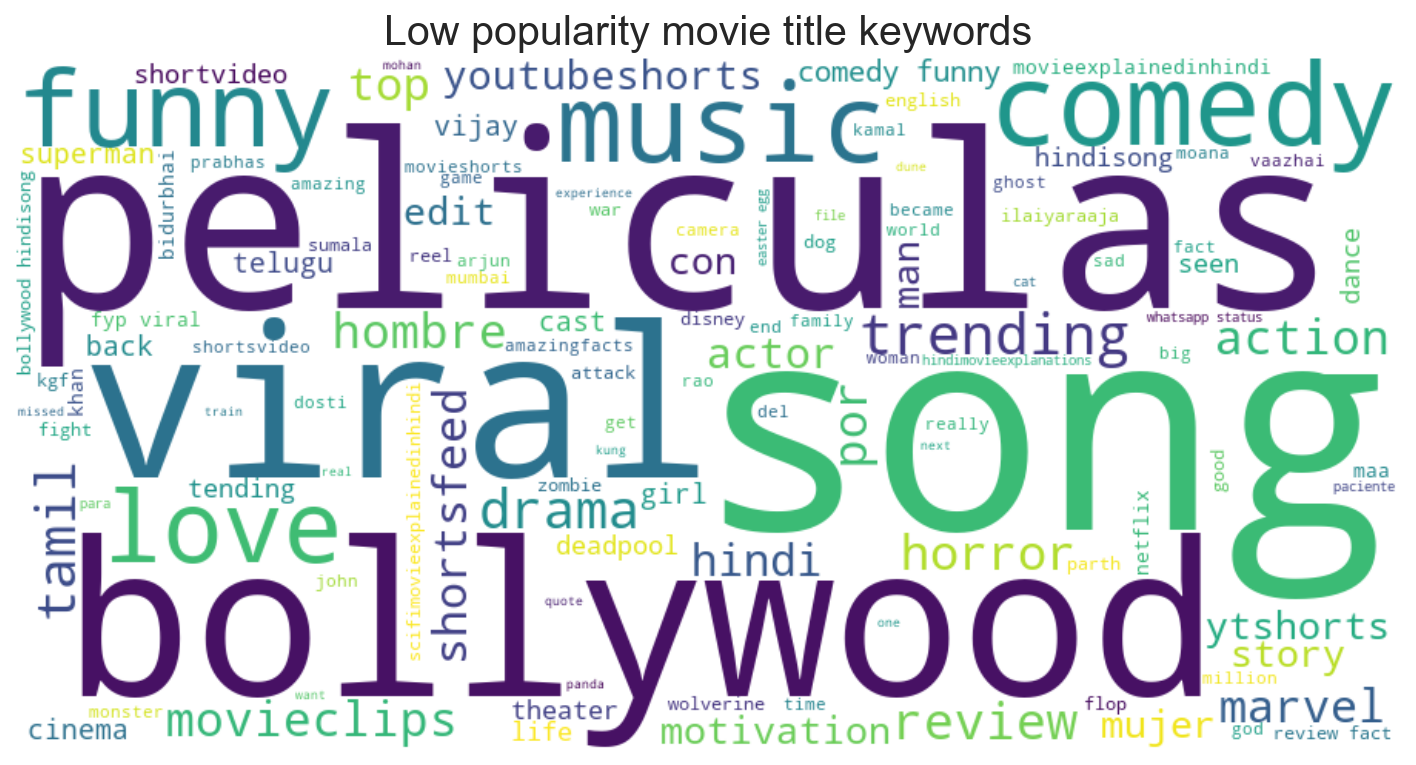 Low popularity movie title keywords
mohan
shortvideo
top
youtubeshorts
comedy funny
movieexplainedinhindi
funny
music
english
comedy
vijay
kamal
superman
prabhas
movieshorts
dune
hindisong
moana
vaazhai
bidurbhai
amazing
game
experience
ghost
peliculas
bollywood hindisong
edit
war
easter egg
file
became
ilaiyaraaja
sumala
camera
dog
world
man
fact
dance
telugu
reel
arjun
con
sad
seen
mumbai
cat
fyp viral
hombre
cast
disney
end
family
trending
whatsapp status
action
back
shortsvideo
amazingfacts
actor
woman
hindimovieexplanations
big
kgf
khan
attack
rao
viral
song
missed
train
dosti
del
por
fight
get
really
kung
next
good
scifimovieexplainedinhindi
shortsfeed
real
maa
tamil
tending
zombie
girl
netflix
paciente
para
love
drama
deadpool
hindi
horror
parth
john
bollywood
quote
one
ytshorts
story
panda
million
want
monster
movieclips
theater
wolverine
time
flop
marvel
cinema
life
motivation
review
mujer
god
review fact